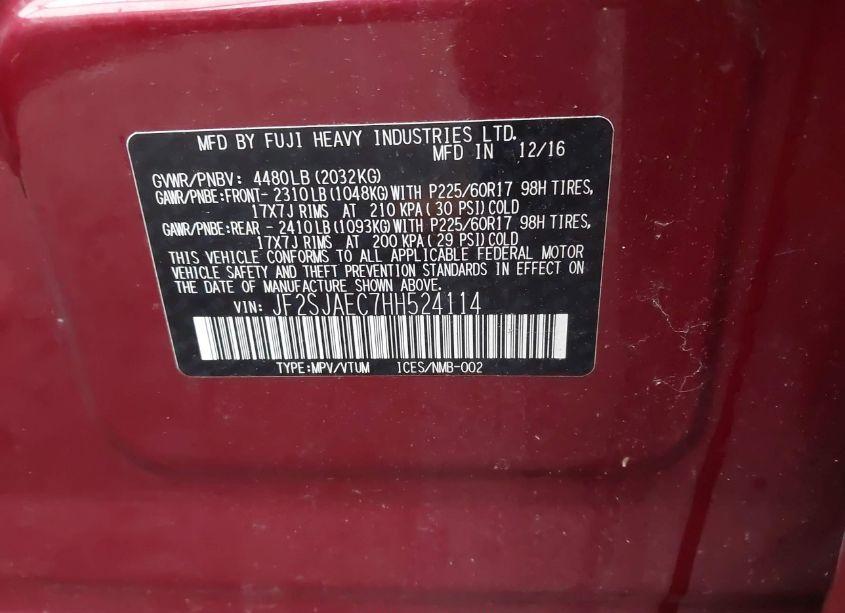 MFD BY FUJI HEAVY INDUSTRIES LTD.
MFD IN 12/16
GVWR/PNBV: 4480LB(2032KG)
GAWR/PNBE:FRONT- 2310LB(1048KG)WITH P225/60R17 98H TIRES,
17X7J RIMS AT 210 KPA(30 PSI)COLD
GAWR/PNBE:REAR - 2410LB(1093KG)WITH P225/60R17 98H TIRES,
17X7J RIMS AT 200 KPA(29 PSI)COLD
THIS VEHICLE CONFORMS TO ALL APPLICABLE FEDERAL MOTOR
VEHICLE SAFETY AND THEFT PREVENTION STANDARDS IN EFFECT ON
THE DATE OF MANUFACTURE SHOWN ABOVE.
VIN: JF2SJAEC7HH524114
TYPE:MPV/VTUM ICES/NMB-002